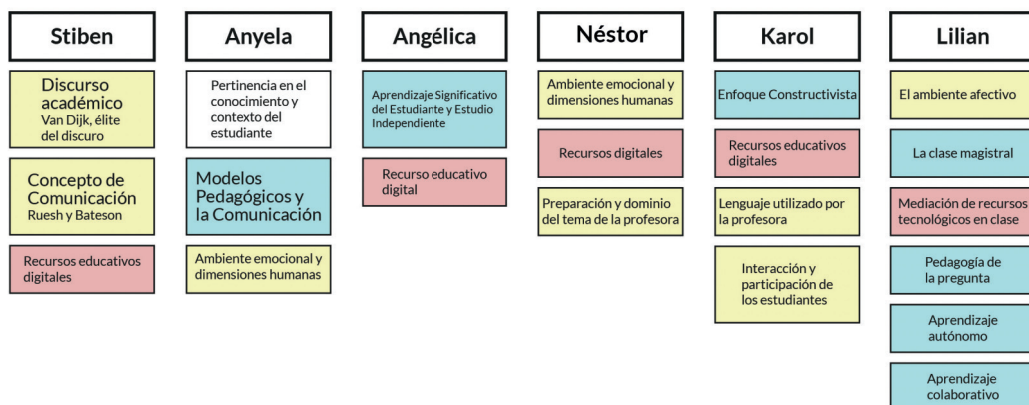 Stiben
Discurso
académico
Van Dijk, élite
del discuro
Concepto de
Comunicación
Ruesh y Bateson
Recursos educativos
digitales
Anyela
Pertinencia en el
conocimiento y
contexto del
estudiante
Modelos
Pedagógicos y
la Comunicación
Ambiente emocional y
dimensiones humanas
Angélica
Aprendizaje Significativo
del Estudiante y Estudio
Independiente
Recurso educativo
digital
Néstor
Ambiente emocional y
dimensiones humanas
Recursos digitales
Preparación y dominio
del tema de la profesora
Karol
Enfoque Constructivista
Recursos educativos
digitales
Lenguaje utilizado por
la profesora
Interacción y
participación de
los estudiantes
Lilian
El ambiente afectivo
La clase magistral
Mediación de recursos
tecnológicos en clase
Pedagogía de
la pregunta
Aprendizaje
autónomo
Aprendizaje
colaborativo